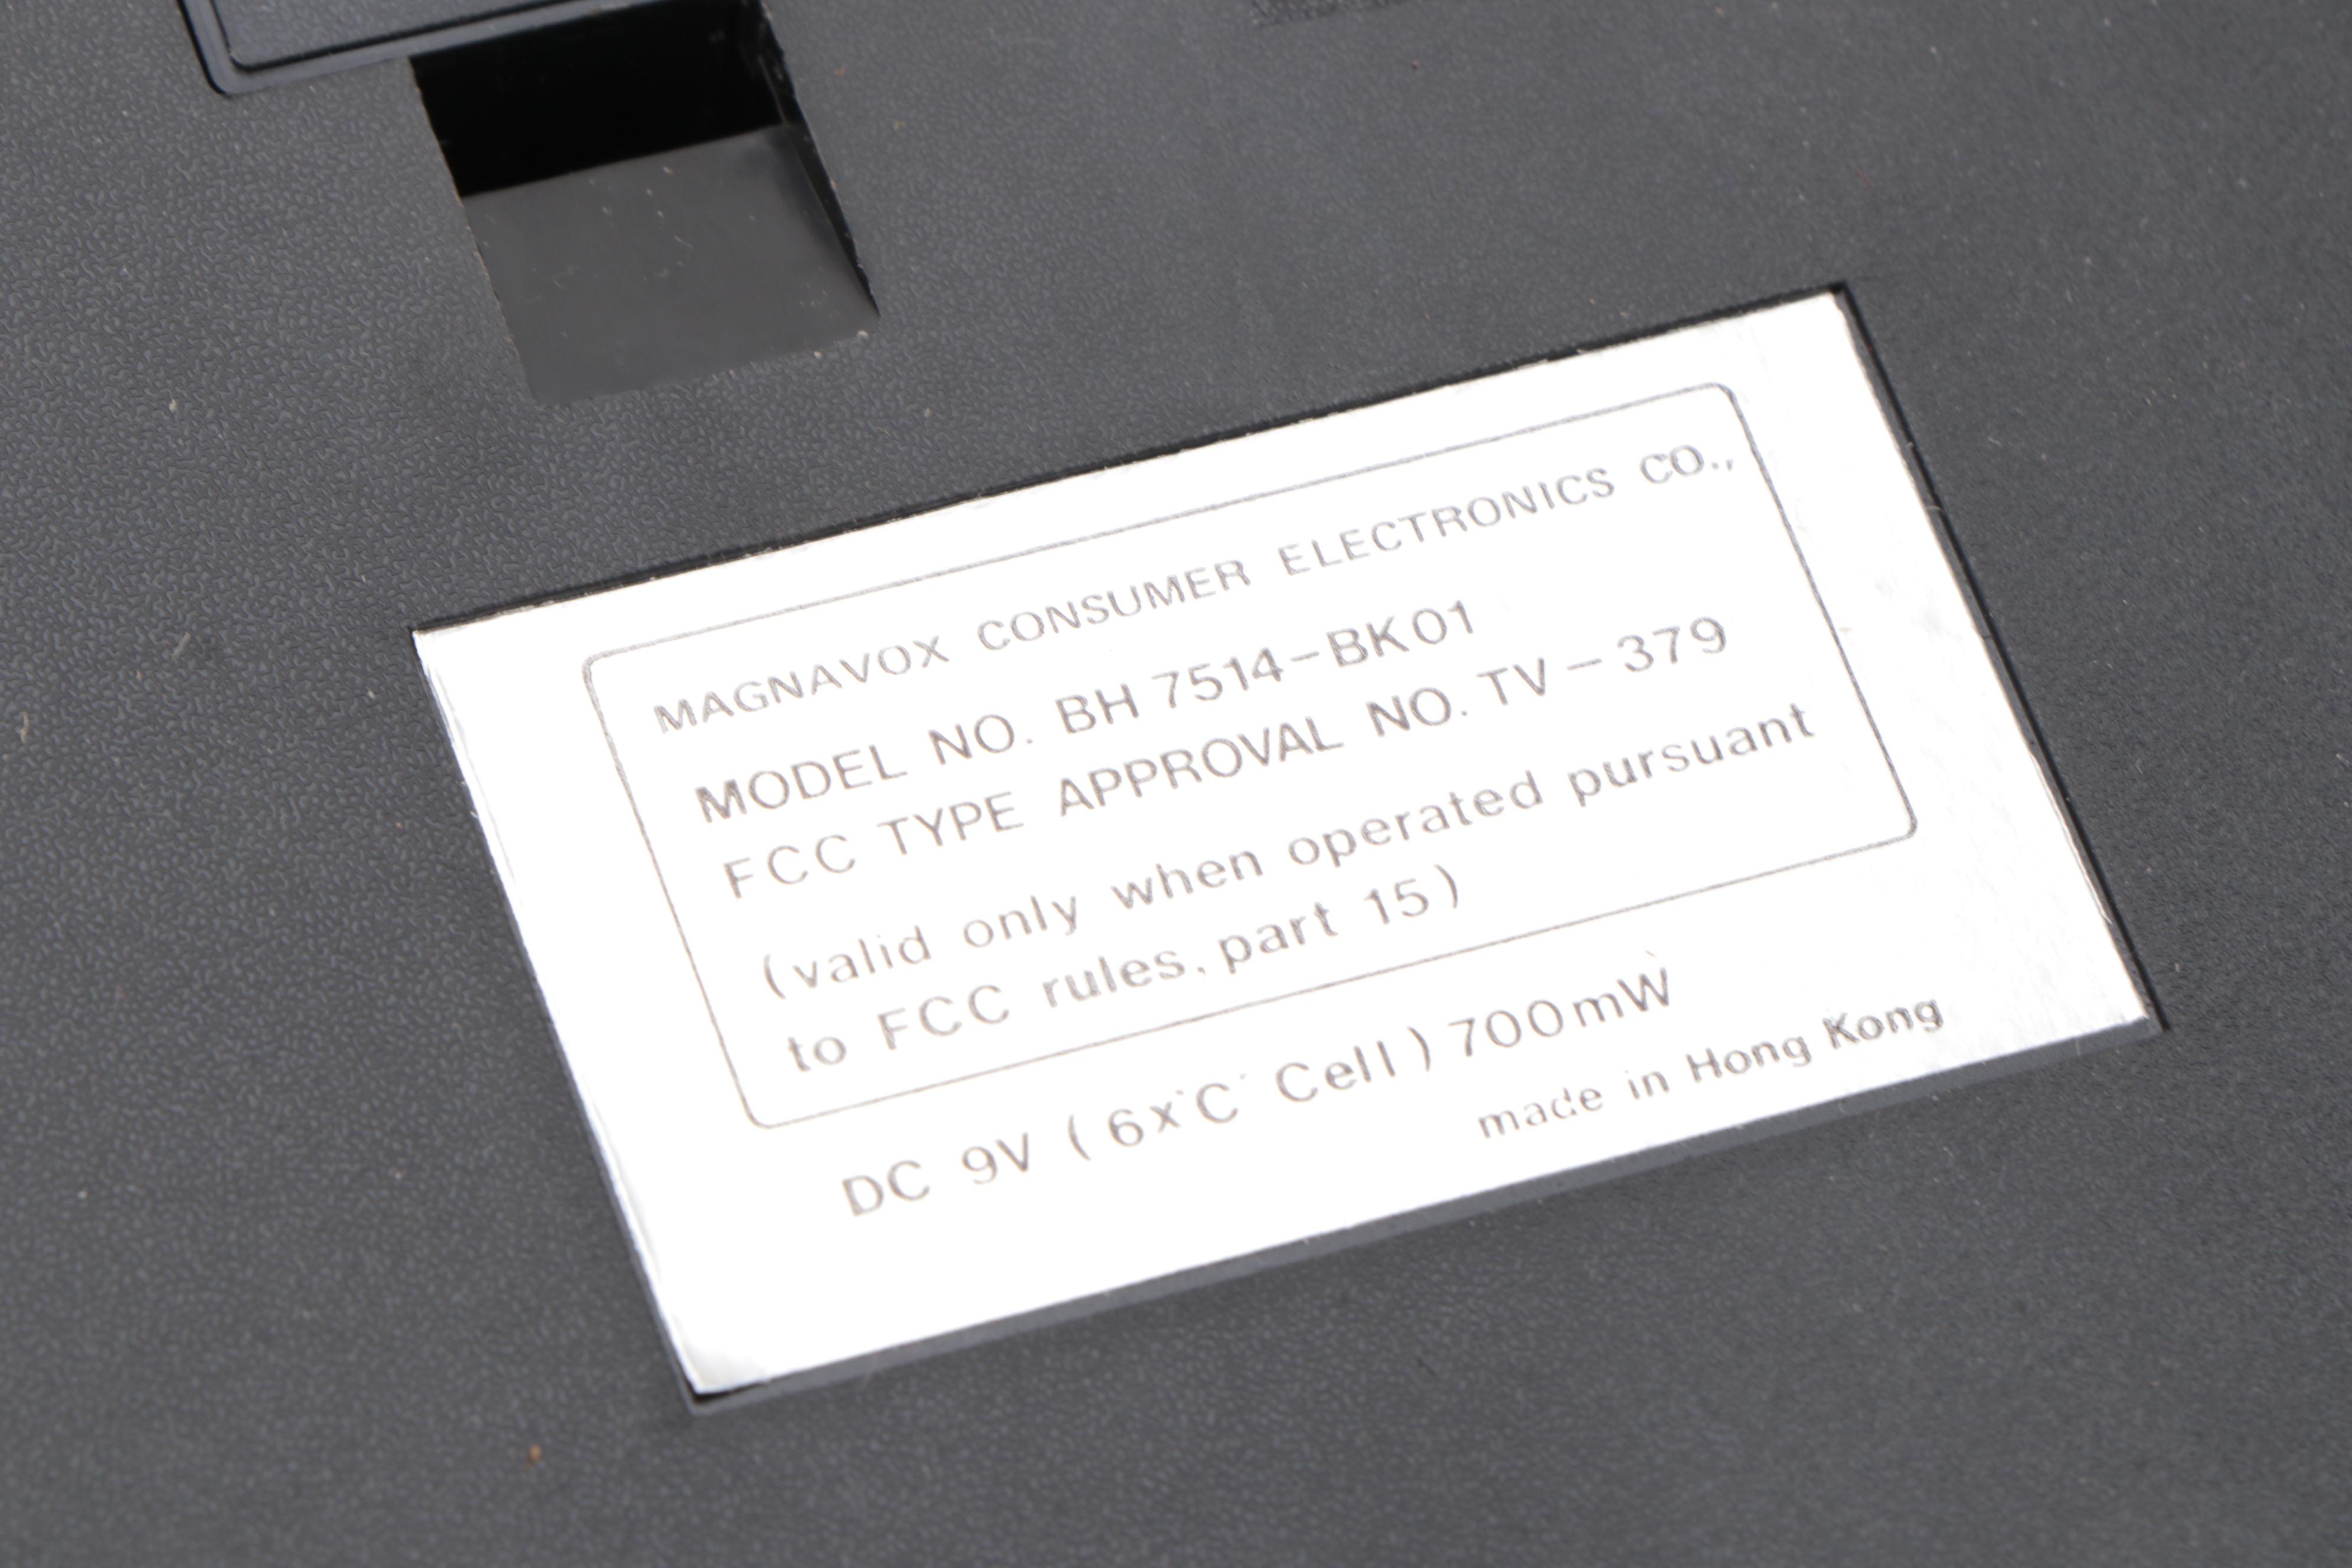 MAGNAVOX CONSUMER ELECTRONICS CO.,
MODEL NO. BH 7514-BK01
FCC TYPE APPROVAL NO. TV-379
(valid only when operated pursuant
to FCC rules, part 15)
DC 9V (6x'C' Cell) 700mW
made in Hong Kong